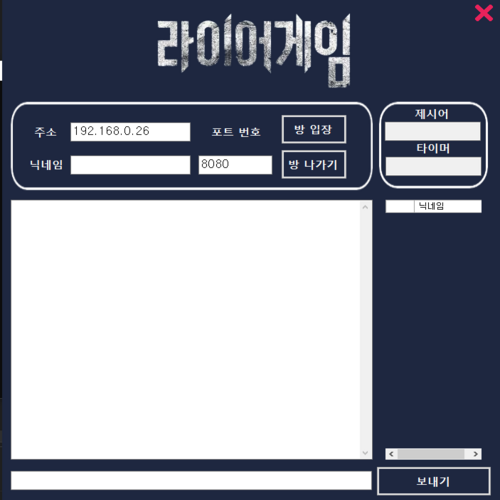 라이어게임
주소 192.168.0.26 포트 번호 방 입장
닉네임 8080 방 나가기
제시어
타이머
닉네임
보내기